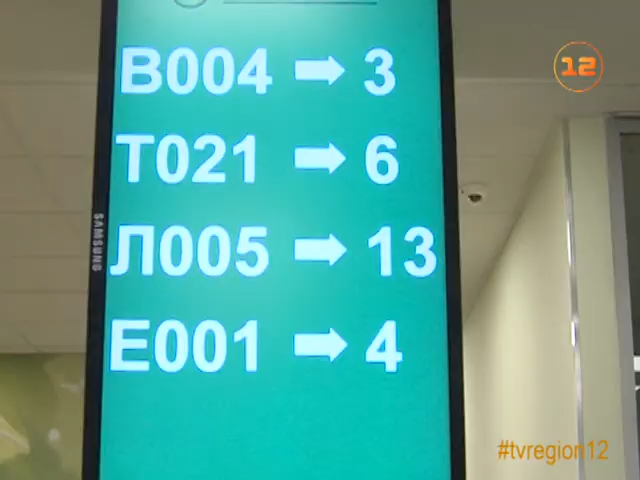 12
В004 ➡ 3
Т021 ➡ 6
Л005 ➡ 13
Е001 ➡ 4
SAMSUNG
#tvregion12